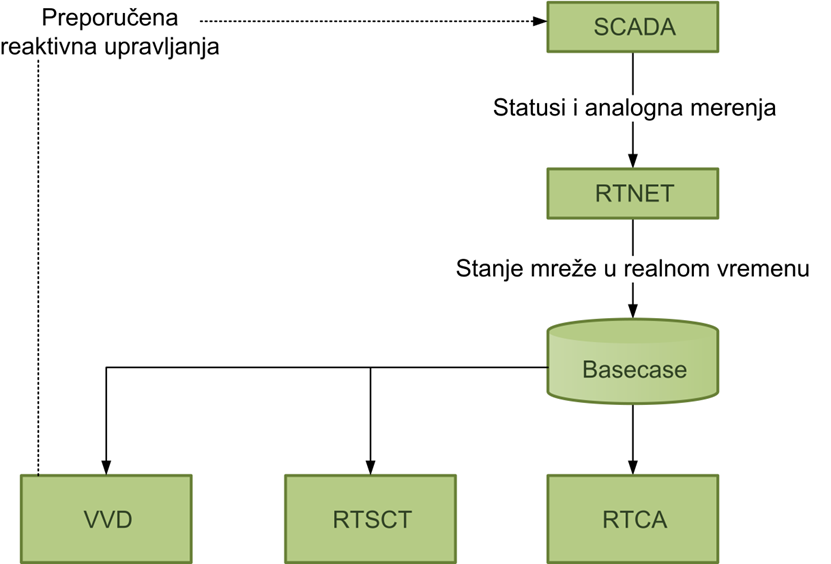 Preporučena
reaktivna upravljanja
SCADA
Statusi i analogna merenja
RTNET
Stanje mreže u realnom vremenu
Basecase
VVD
RTSCT
RTCA